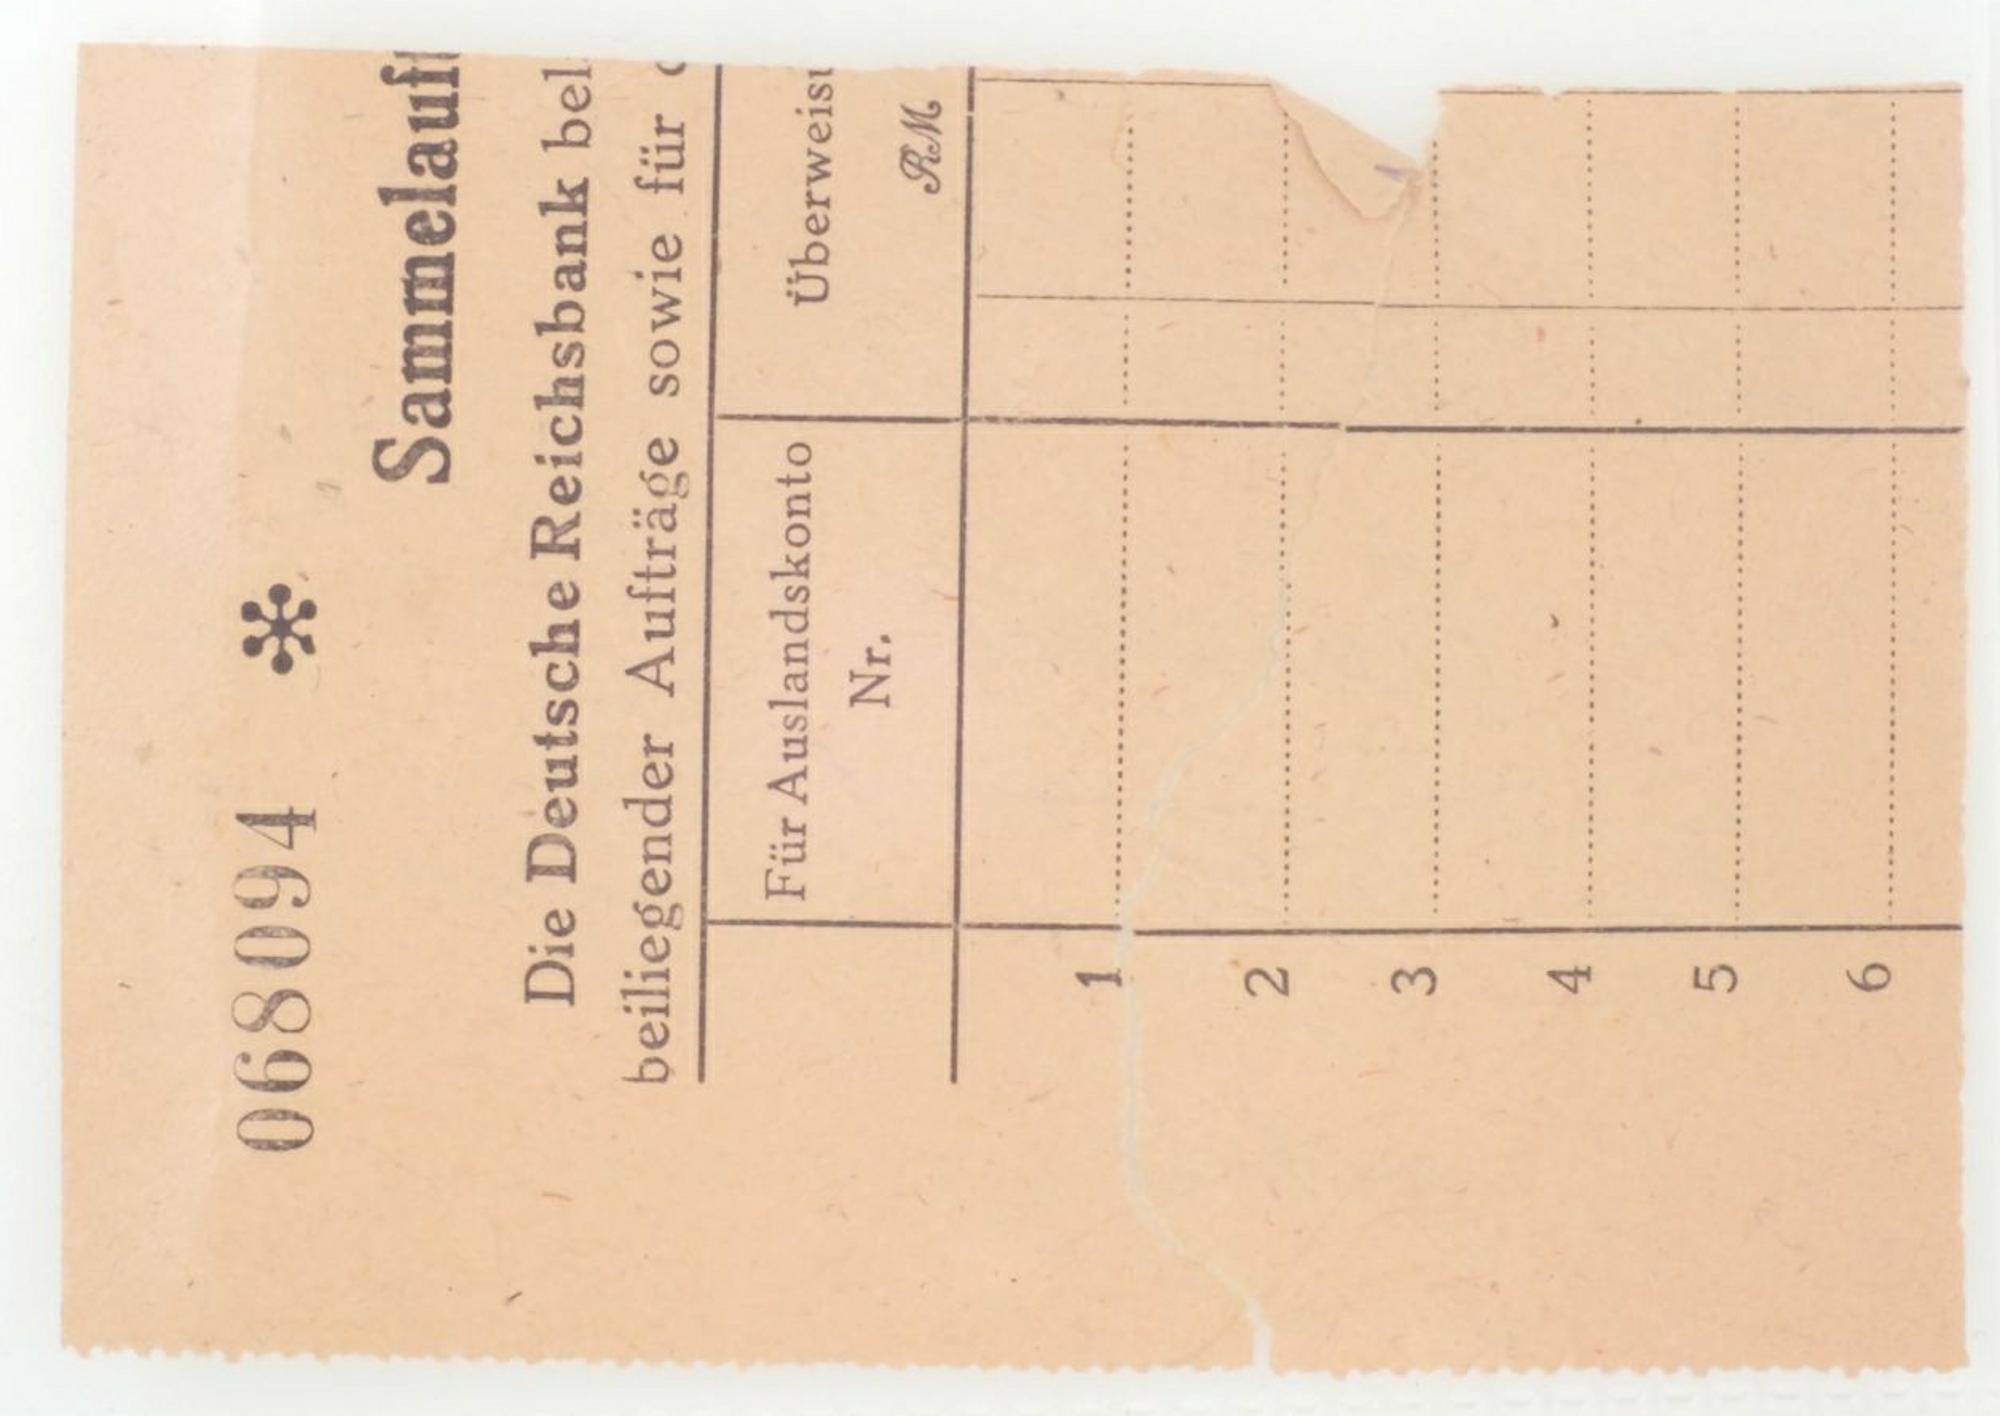 068094 *
Sammelauf
Die Deutsche Reichsbank bel
beiliegender Aufträge sowie für
Für Auslandskonto
Nr.
Überweisu
RM
1
2
3
4
5
6